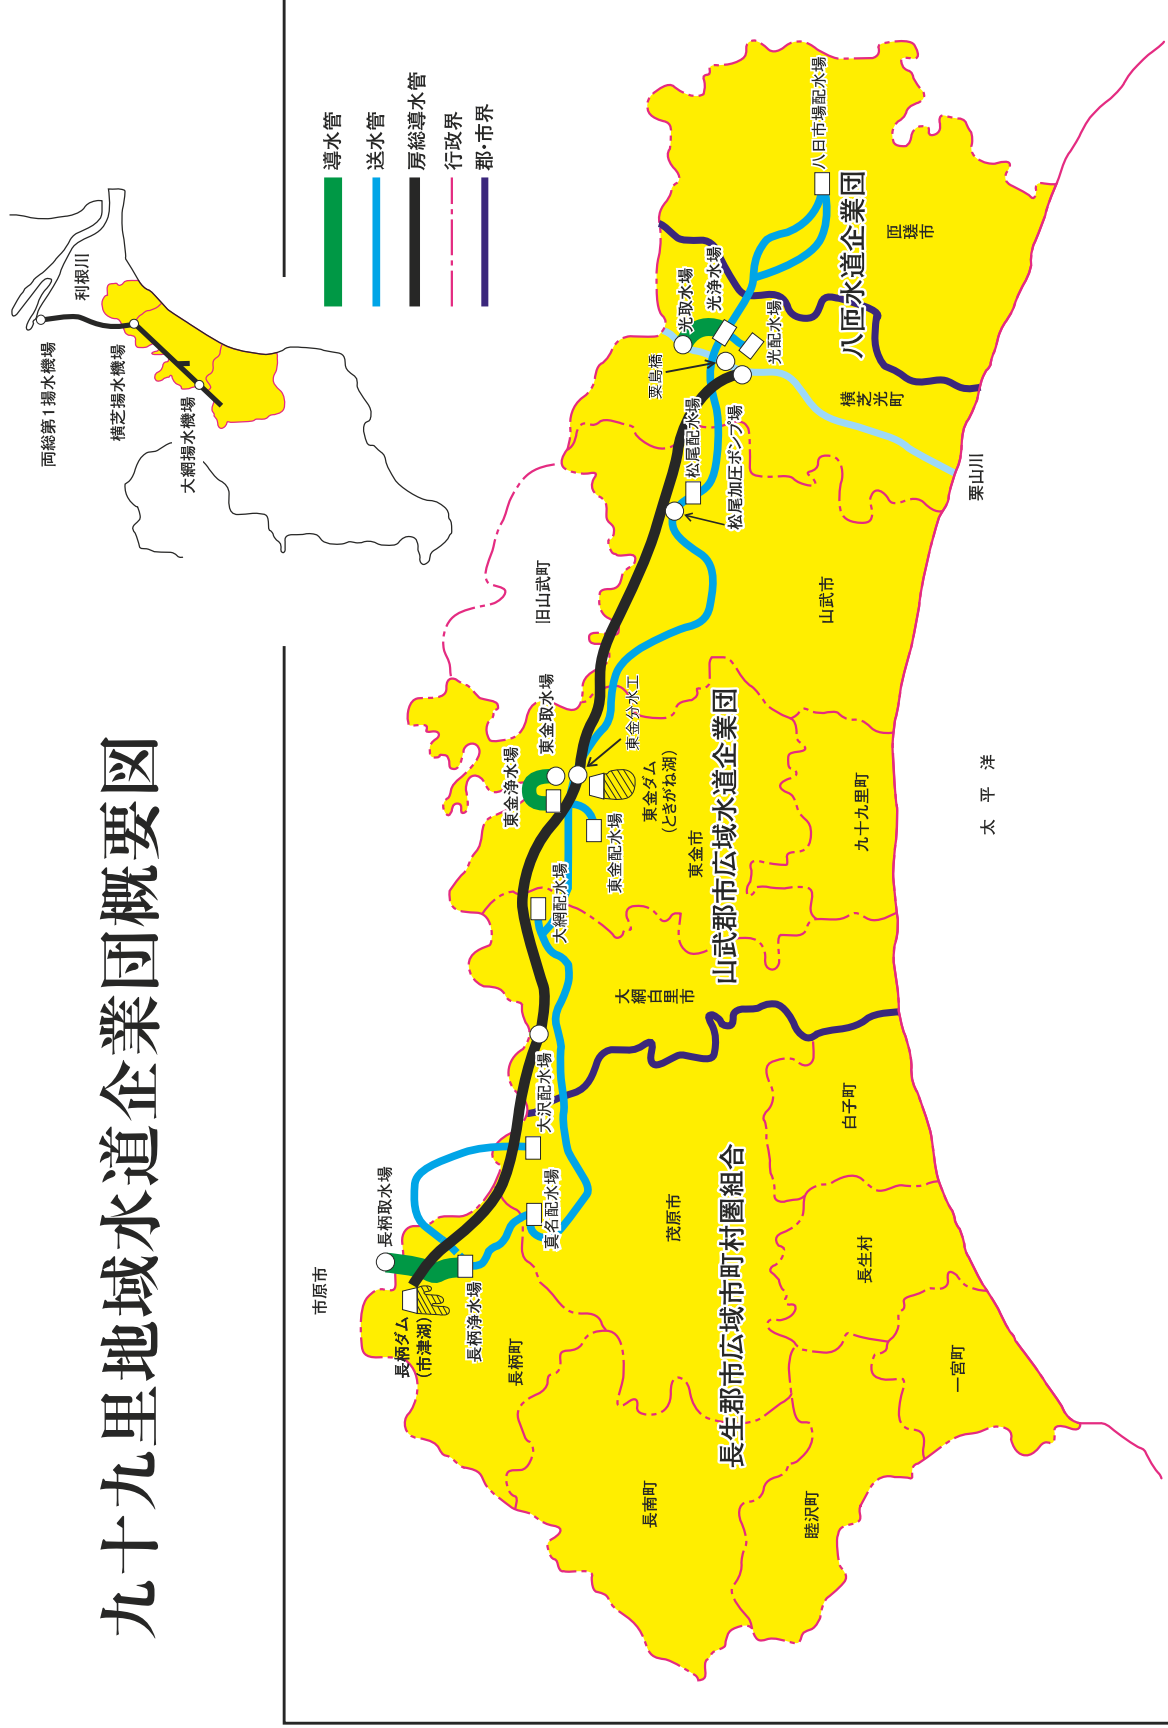 九十九里地域水道企業団概要図
利根川
両総第1揚水機場
横芝揚水機場
大網揚水機場
導水管
送水管
房総導水管
行政界
郡・市界
市原市
長柄取水場
長柄ダム
(市津湖)
長柄浄水場
長柄町
真名配水場
大沢配水場
大網配水場
東金浄水場
東金取水場
東金配水場
東金分水工
東金ダム
(ときがね湖)
旧山武町
松尾配水場
松尾加圧ポンプ場
粟島橋
光取水場
光浄水場
光配水場
八日市場配水場
八匝水道企業団
匝
瑳
市
横
芝
光
町
栗山川
山武市
東金市
山武郡市広域水道企業団
九十九里町
大
網
白
里
市
太平洋
白子町
茂原市
長生郡市広域市町村圏組合
長生村
一宮町
長南町
睦沢町